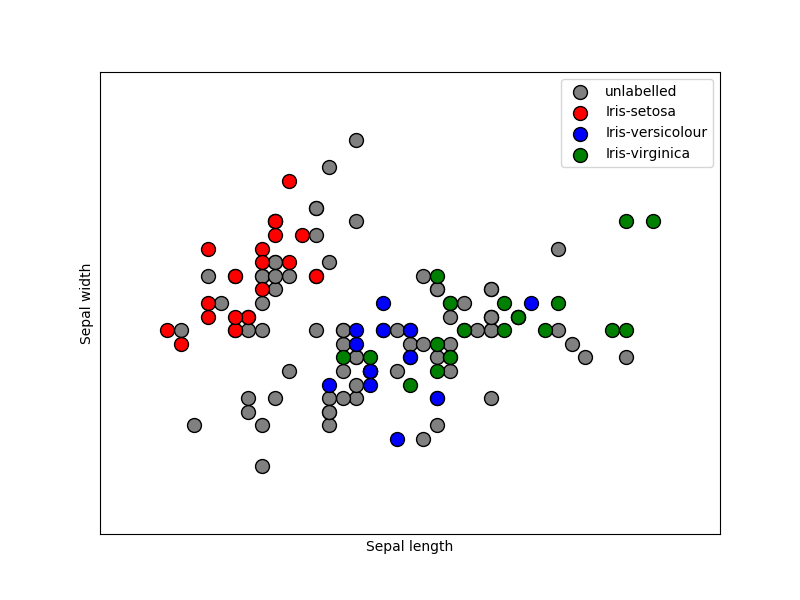 unlabelled
Iris-setosa
Iris-versicolour
Iris-virginica
Sepal width
Sepal length